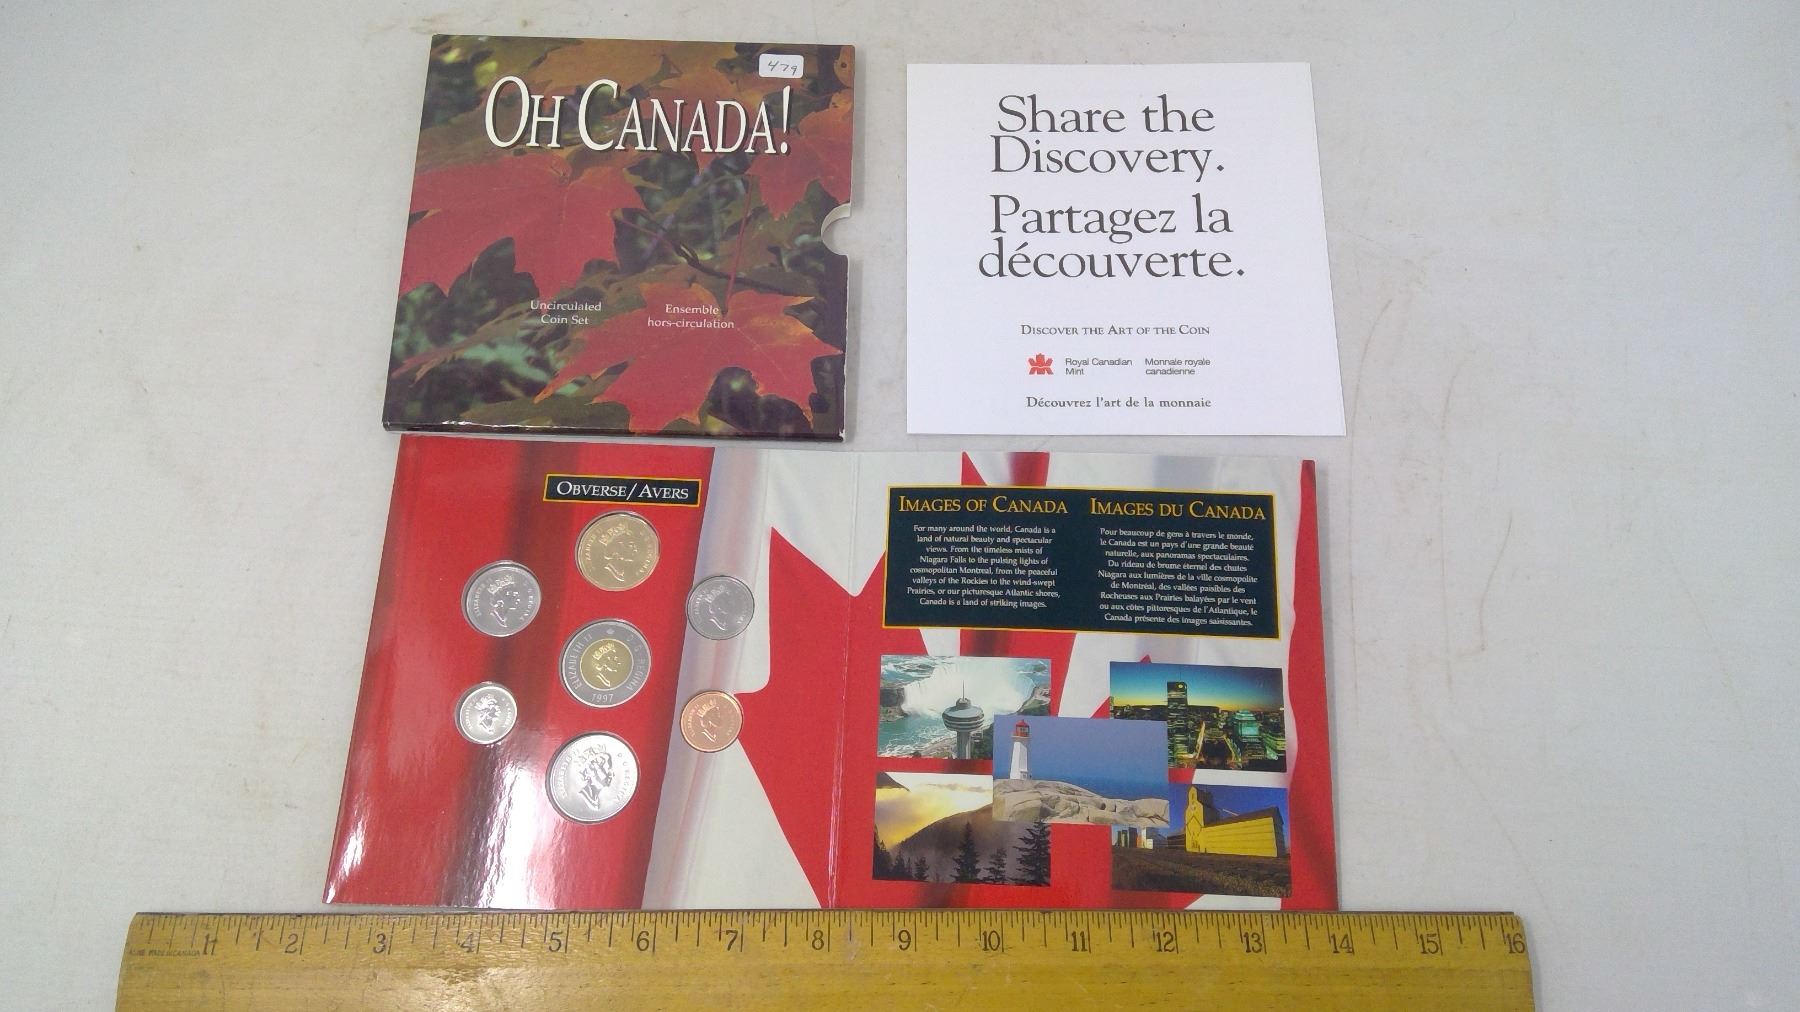 479
OH CANADA!
Uncirculated
Coin Set
Ensemble
hors-circulation
Share the
Discovery.
Partagez la
découverte.
DISCOVER THE ART OF THE COIN
Royal Canadian
Mint
Monnaie royale
canadienne
Découvrez l'art de la monnaie
OBVERSE/AVERS
ELIZABETH II D·G·REGINA
1997
IMAGES OF CANADA
For many around the world, Canada is a
land of natural beauty and spectacular
views. From the timeless mists of
Niagara Falls to the pulsing lights of
cosmopolitan Montreal, from the peaceful
valleys of the Rockies to the wind-swept
Prairies, or our picturesque Atlantic shores,
Canada is a land of striking images.
IMAGES DU CANADA
Pour beaucoup de gens à travers le monde,
le Canada est un pays d'une grande beauté
naturelle, aux panoramas spectaculaires.
Du rideau de brume éternel des chutes
Niagara aux lumières de la ville cosmopolite
de Montréal, des vallées paisibles des
Rocheuses aux Prairies balayées par le vent
ou aux côtes pittoresques de l'Atlantique, le
Canada présente des images saisissantes.
1 2 3 4 5 6 7 8 9 10 11 12 13 14 15 16
MADE IN CANADA